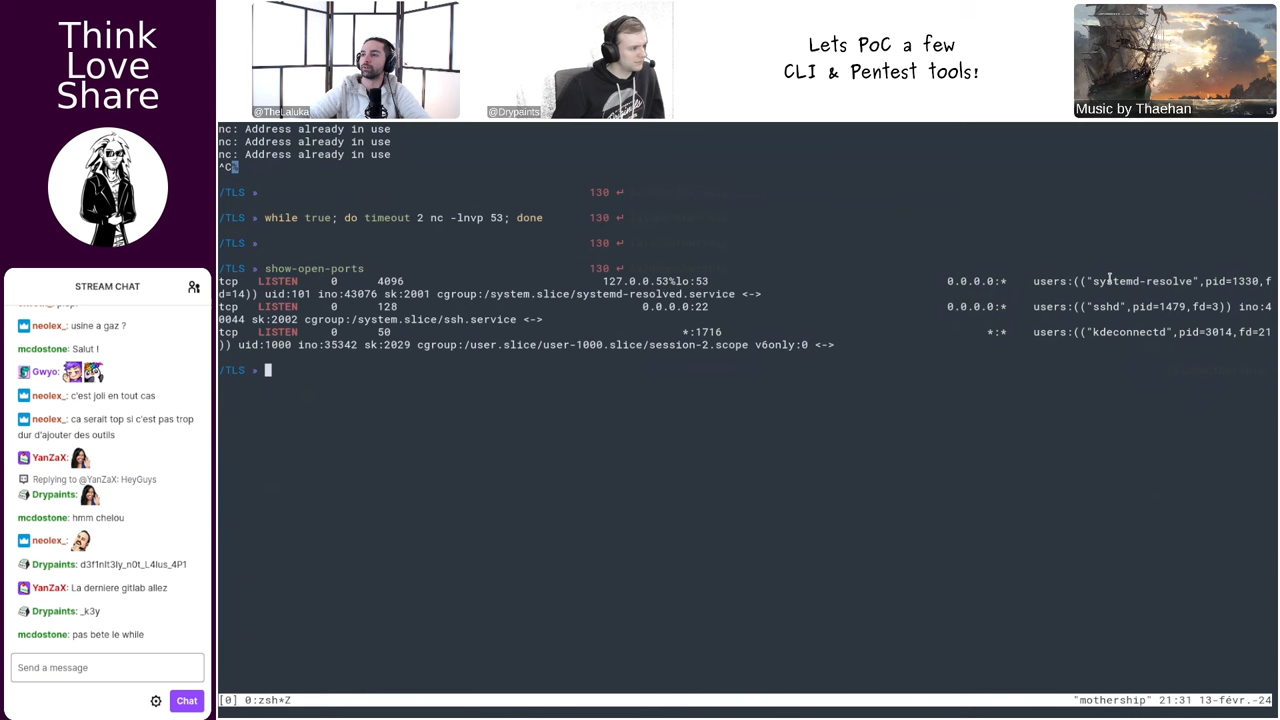 Think
Love
Share
@TheLaluka
@Drypaints
Lets PoC a few
CLI & Pentest tools!
Music by Thaehan
STREAM CHAT
neolex_: usine a gaz ?
mcdostone: Salut !
Gwyo:
neolex_: c'est joli en tout cas
neolex_: ca serait top si c'est pas trop
dur d'ajouter des outils
YanZaX:
Replying to @YanZaX: HeyGuys
Drypaints:
mcdostone: hmm chelou
neolex_:
Drypaints: d3f1nIt3ly_n0t_L4lus_4P1
YanZaX: La derniere gitlab allez
Drypaints: _k3y
mcdostone: pas bete le while
Send a message
Chat
nc: Address already in use
nc: Address already in use
nc: Address already in use
^C%
/TLS » 130 ↵
/TLS » while true; do timeout 2 nc -lnvp 53; done 130 ↵
/TLS » 130 ↵
/TLS » show-open-ports 130 ↵
tcp LISTEN 0 4096 127.0.0.53%lo:53 0.0.0.0:* users:(("systemd-resolve",pid=1330,f
d=14)) uid:101 ino:43076 sk:2001 cgroup:/system.slice/systemd-resolved.service <->
tcp LISTEN 0 128 0.0.0.0:22 0.0.0.0:* users:(("sshd",pid=1479,fd=3)) ino:4
0044 sk:2002 cgroup:/system.slice/ssh.service <->
tcp LISTEN 0 50 *:1716 *:* users:(("kdeconnectd",pid=3014,fd=21
)) uid:1000 ino:35342 sk:2029 cgroup:/user.slice/user-1000.slice/session-2.scope v6only:0 <->
/TLS »
[0] 0:zsh*Z "mothership" 21:31 13-févr.-24